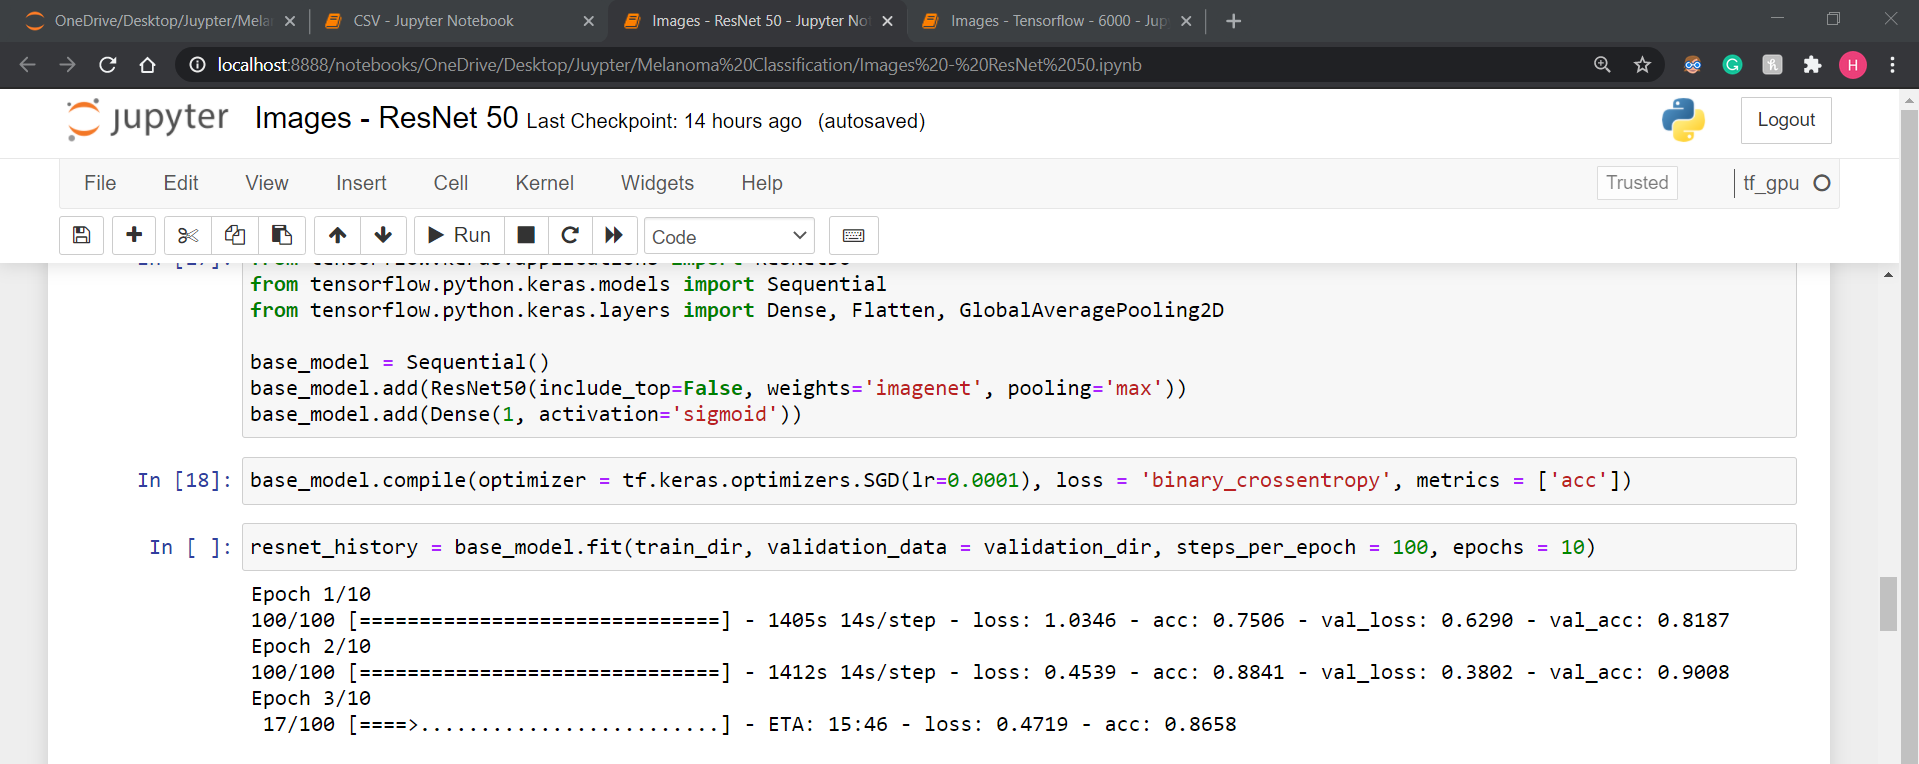 OneDrive/Desktop/Juypter/Mela
CSV - Jupyter Notebook
Images - ResNet 50 - Jupyter No
Images - Tensorflow - 6000 - Jup
localhost:8888/notebooks/OneDrive/Desktop/Juypter/Melanoma%20Classification/Images%20-%20ResNet%2050.ipynb
H
jupyter Images - ResNet 50 Last Checkpoint: 14 hours ago (autosaved)
Logout
File Edit View Insert Cell Kernel Widgets Help
Trusted
tf_gpu
Run
Code
In [17]: from tensorflow.keras.applications import ResNet50
from tensorflow.python.keras.models import Sequential
from tensorflow.python.keras.layers import Dense, Flatten, GlobalAveragePooling2D
base_model = Sequential()
base_model.add(ResNet50(include_top=False, weights='imagenet', pooling='max'))
base_model.add(Dense(1, activation='sigmoid'))
In [18]: base_model.compile(optimizer = tf.keras.optimizers.SGD(lr=0.0001), loss = 'binary_crossentropy', metrics = ['acc'])
In [ ]: resnet_history = base_model.fit(train_dir, validation_data = validation_dir, steps_per_epoch = 100, epochs = 10)
Epoch 1/10
100/100 [==============================] - 1405s 14s/step - loss: 1.0346 - acc: 0.7506 - val_loss: 0.6290 - val_acc: 0.8187
Epoch 2/10
100/100 [==============================] - 1412s 14s/step - loss: 0.4539 - acc: 0.8841 - val_loss: 0.3802 - val_acc: 0.9008
Epoch 3/10
17/100 [====>.........................] - ETA: 15:46 - loss: 0.4719 - acc: 0.8658